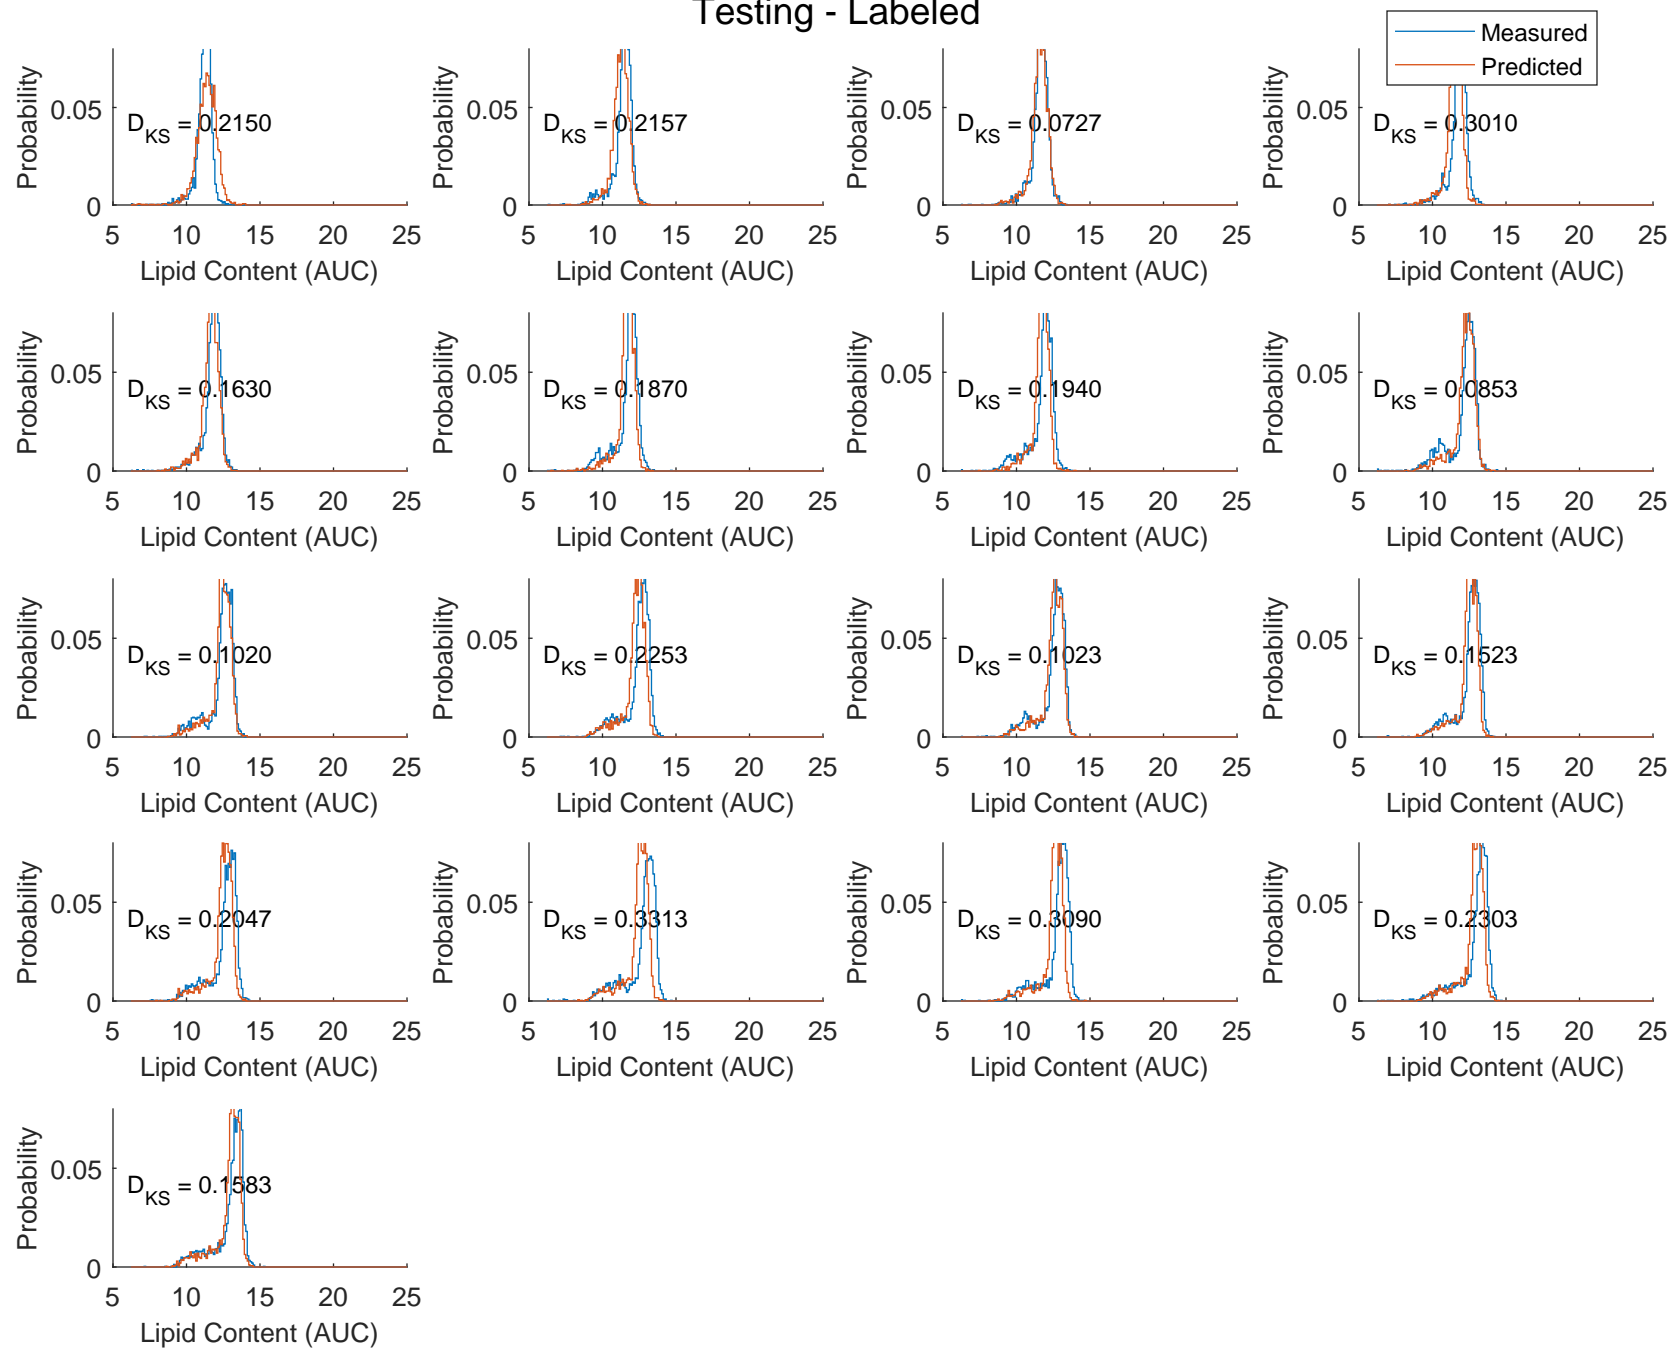 Testing - Labeled
Measured
Predicted
Probability
0.05
0
D_KS = 0.2150
5 10 15 20 25
Lipid Content (AUC)
Probability
0.05
0
D_KS = 0.2157
5 10 15 20 25
Lipid Content (AUC)
Probability
0.05
0
D_KS = 0.0727
5 10 15 20 25
Lipid Content (AUC)
Probability
0.05
0
D_KS = 0.3010
5 10 15 20 25
Lipid Content (AUC)
Probability
0.05
0
D_KS = 0.1630
5 10 15 20 25
Lipid Content (AUC)
Probability
0.05
0
D_KS = 0.1870
5 10 15 20 25
Lipid Content (AUC)
Probability
0.05
0
D_KS = 0.1940
5 10 15 20 25
Lipid Content (AUC)
Probability
0.05
0
D_KS = 0.0853
5 10 15 20 25
Lipid Content (AUC)
Probability
0.05
0
D_KS = 0.1020
5 10 15 20 25
Lipid Content (AUC)
Probability
0.05
0
D_KS = 0.2253
5 10 15 20 25
Lipid Content (AUC)
Probability
0.05
0
D_KS = 0.1023
5 10 15 20 25
Lipid Content (AUC)
Probability
0.05
0
D_KS = 0.1523
5 10 15 20 25
Lipid Content (AUC)
Probability
0.05
0
D_KS = 0.2047
5 10 15 20 25
Lipid Content (AUC)
Probability
0.05
0
D_KS = 0.3313
5 10 15 20 25
Lipid Content (AUC)
Probability
0.05
0
D_KS = 0.3090
5 10 15 20 25
Lipid Content (AUC)
Probability
0.05
0
D_KS = 0.2303
5 10 15 20 25
Lipid Content (AUC)
Probability
0.05
0
D_KS = 0.1583
5 10 15 20 25
Lipid Content (AUC)